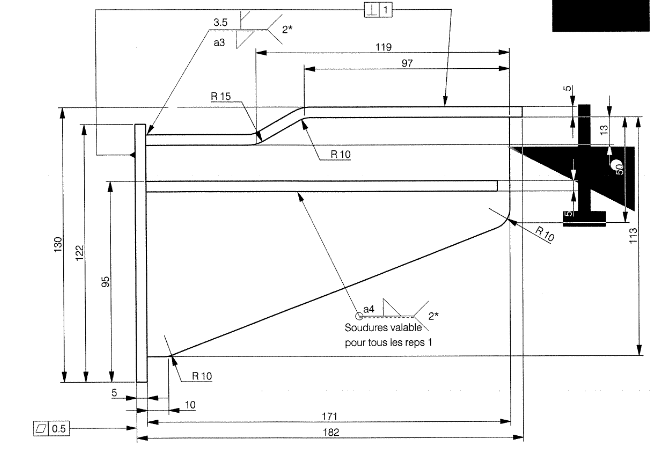 ⊥ 1
3.5
2*
a3
119
97
5
R 15
13
R 10
50
5
R 10
130
122
95
113
a4
2*
Soudures valable
pour tous les reps 1
R 10
5
10
171
⏥ 0.5
182